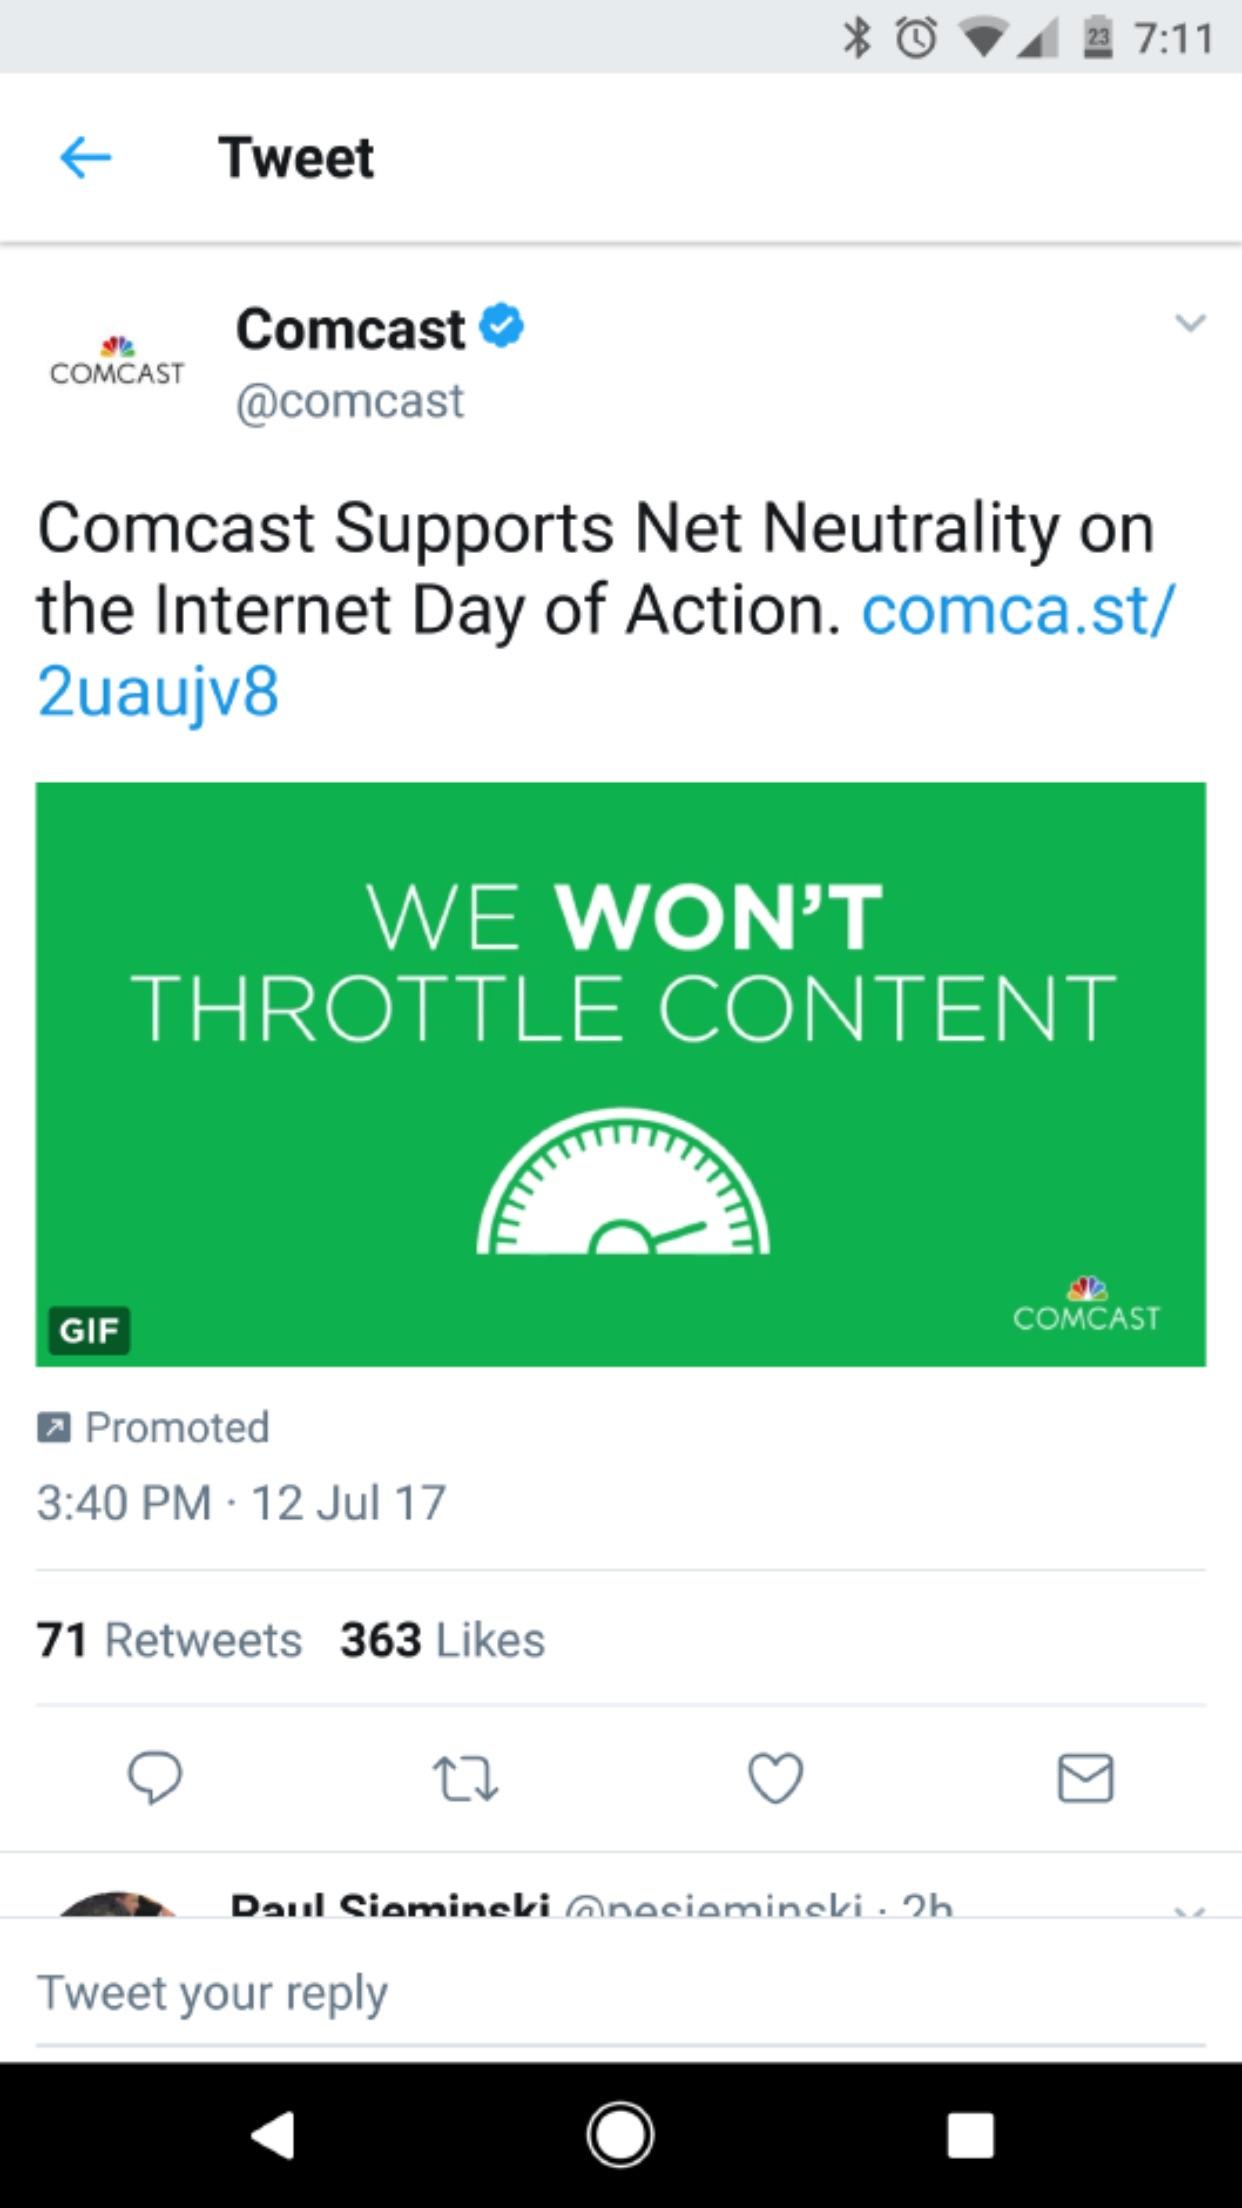 23 7:11
Tweet
COMCAST
Comcast
@comcast
Comcast Supports Net Neutrality on
the Internet Day of Action. comca.st/
2uaujv8
WE WON'T
THROTTLE CONTENT
GIF
COMCAST
Promoted
3:40 PM · 12 Jul 17
71 Retweets 363 Likes
Paul Sieminski @pesieminski · 2h
Tweet your reply